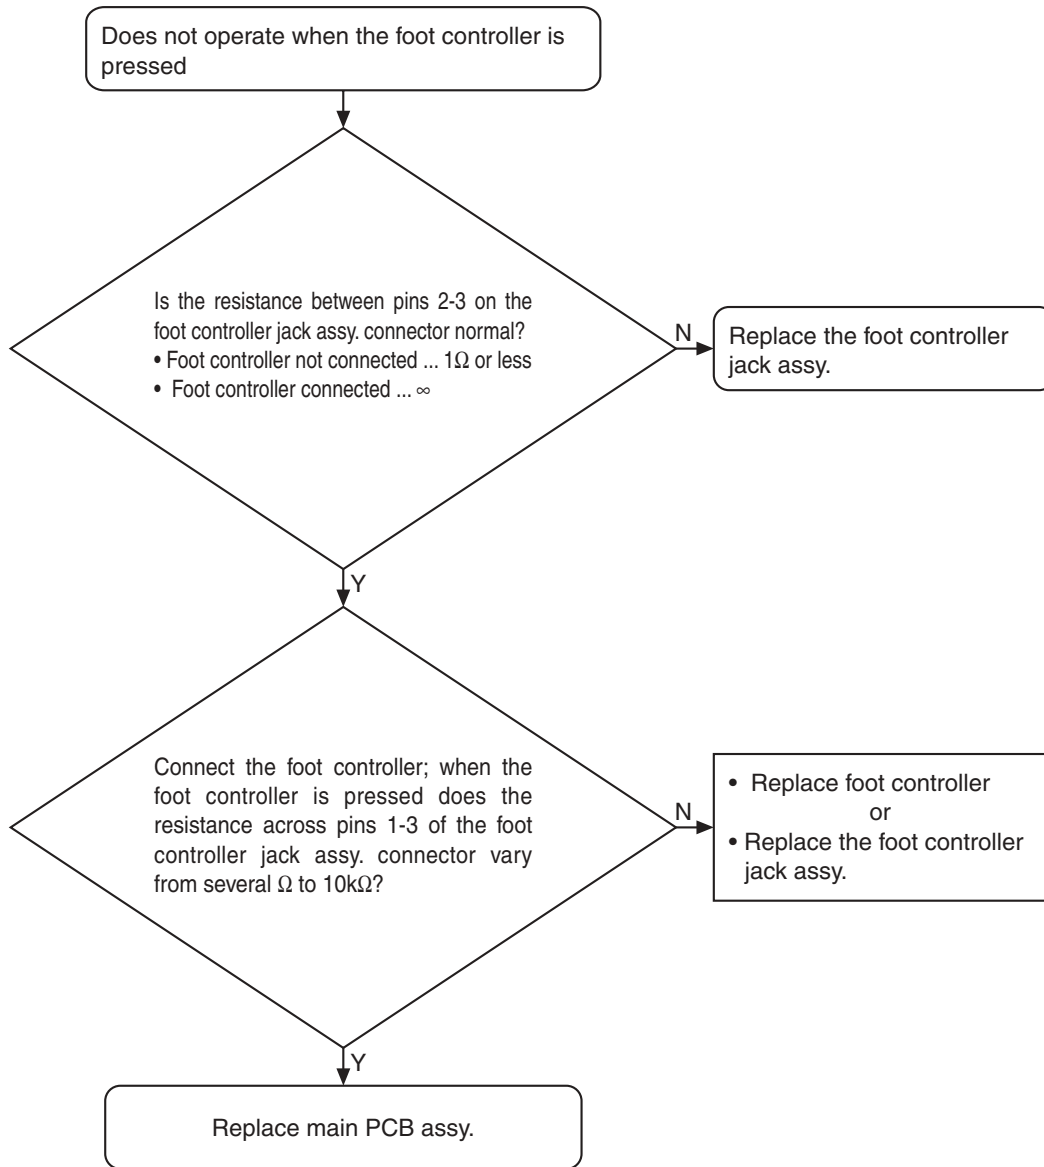 Does not operate when the foot controller is
pressed
Is the resistance between pins 2-3 on the
foot controller jack assy. connector normal?
• Foot controller not connected ... 1Ω or less
• Foot controller connected ... ∞
N
Replace the foot controller
jack assy.
Y
Connect the foot controller; when the
foot controller is pressed does the
resistance across pins 1-3 of the foot
controller jack assy. connector vary
from several Ω to 10kΩ?
N
• Replace foot controller
or
• Replace the foot controller
jack assy.
Y
Replace main PCB assy.